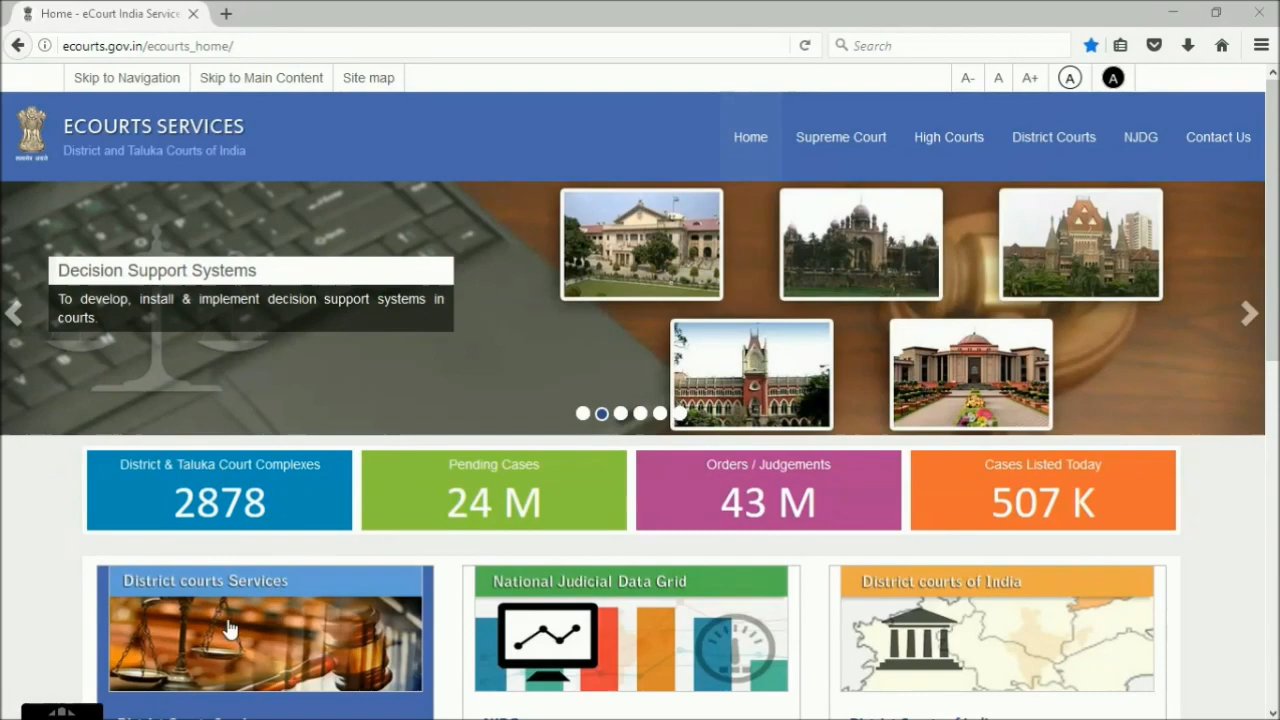 Home - eCourt India Service
ecourts.gov.in/ecourts_home/
Search
Skip to Navigation
Skip to Main Content
Site map
A-
A
A+
A
A
ECOURTS SERVICES
District and Taluka Courts of India
Home
Supreme Court
High Courts
District Courts
NJDG
Contact Us
Decision Support Systems
To develop, install & implement decision support systems in
courts.
District & Taluka Court Complexes
2878
Pending Cases
24 M
Orders / Judgements
43 M
Cases Listed Today
507 K
District courts Services
National Judicial Data Grid
District courts of India